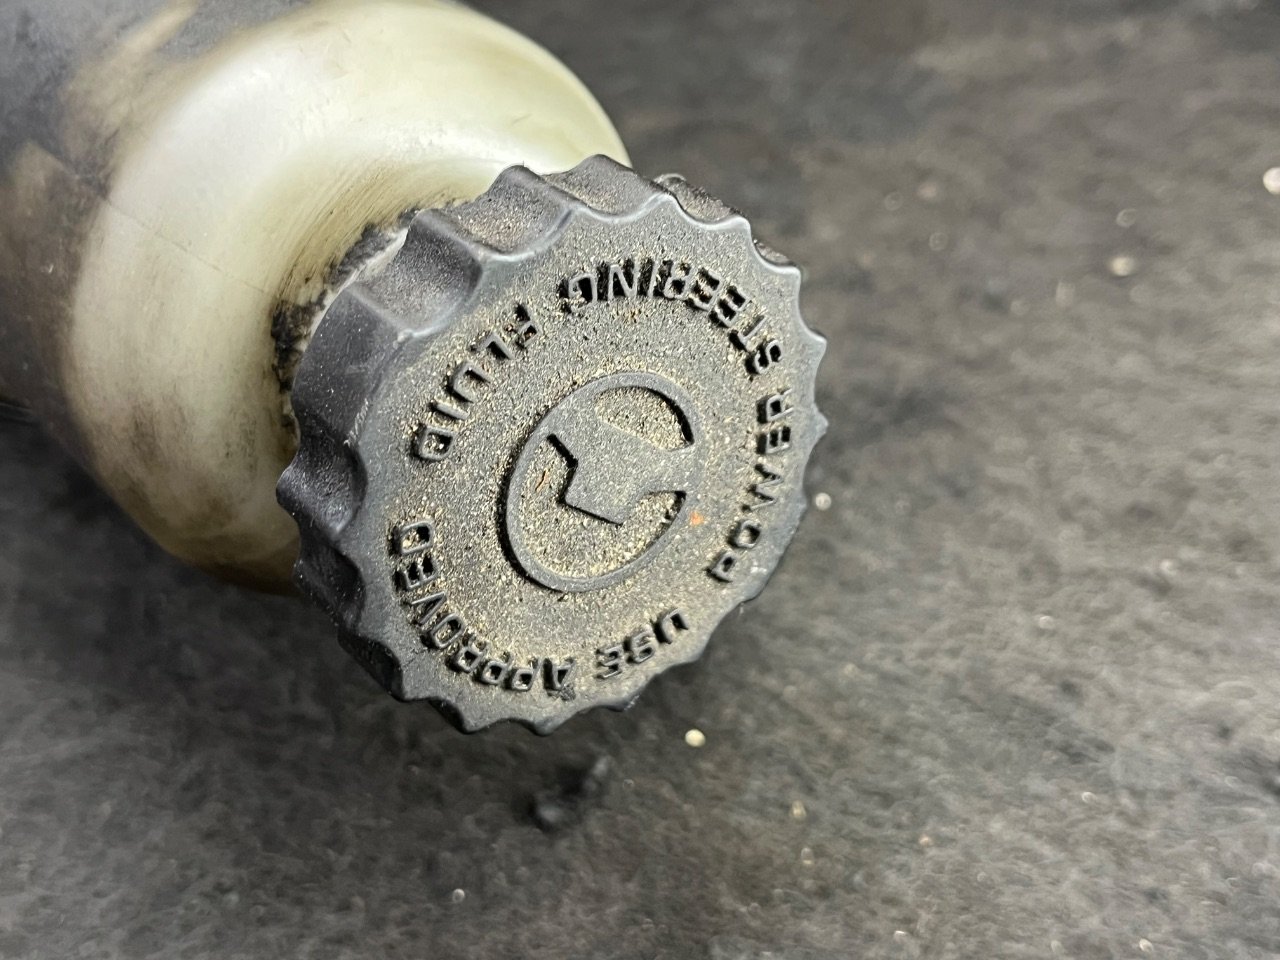 USE APPROVED
POWER STEERING FLUID